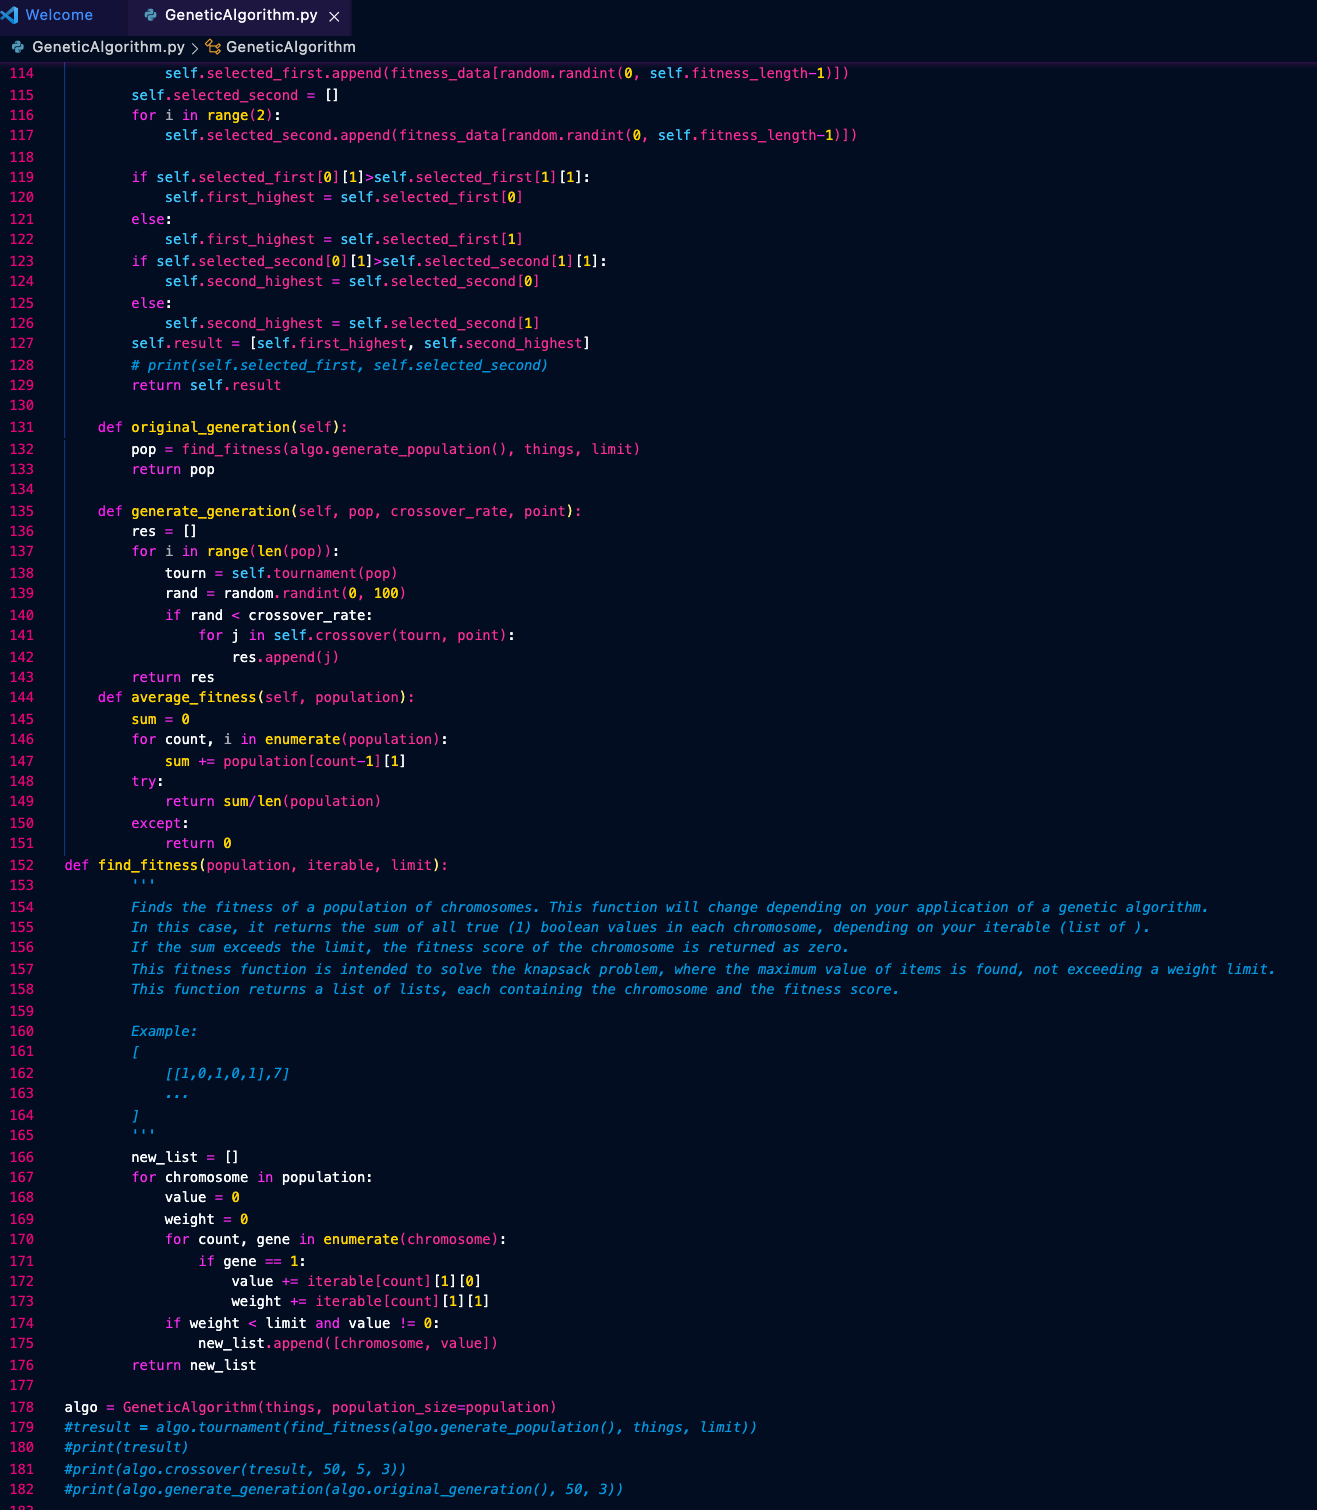 Welcome
GeneticAlgorithm.py ×
GeneticAlgorithm.py > GeneticAlgorithm
114 self.selected_first.append(fitness_data[random.randint(0, self.fitness_length-1)])
115 self.selected_second = []
116 for i in range(2):
117 self.selected_second.append(fitness_data[random.randint(0, self.fitness_length-1)])
118
119 if self.selected_first[0][1]>self.selected_first[1][1]:
120 self.first_highest = self.selected_first[0]
121 else:
122 self.first_highest = self.selected_first[1]
123 if self.selected_second[0][1]>self.selected_second[1][1]:
124 self.second_highest = self.selected_second[0]
125 else:
126 self.second_highest = self.selected_second[1]
127 self.result = [self.first_highest, self.second_highest]
128 # print(self.selected_first, self.selected_second)
129 return self.result
130
131 def original_generation(self):
132 pop = find_fitness(algo.generate_population(), things, limit)
133 return pop
134
135 def generate_generation(self, pop, crossover_rate, point):
136 res = []
137 for i in range(len(pop)):
138 tourn = self.tournament(pop)
139 rand = random.randint(0, 100)
140 if rand < crossover_rate:
141 for j in self.crossover(tourn, point):
142 res.append(j)
143 return res
144 def average_fitness(self, population):
145 sum = 0
146 for count, i in enumerate(population):
147 sum += population[count-1][1]
148 try:
149 return sum/len(population)
150 except:
151 return 0
152 def find_fitness(population, iterable, limit):
153 '''
154 Finds the fitness of a population of chromosomes. This function will change depending on your application of a genetic algorithm.
155 In this case, it returns the sum of all true (1) boolean values in each chromosome, depending on your iterable (list of ).
156 If the sum exceeds the limit, the fitness score of the chromosome is returned as zero.
157 This fitness function is intended to solve the knapsack problem, where the maximum value of items is found, not exceeding a weight limit.
158 This function returns a list of lists, each containing the chromosome and the fitness score.
159
160 Example:
161 [
162 [[1,0,1,0,1],7]
163 ...
164 ]
165 '''
166 new_list = []
167 for chromosome in population:
168 value = 0
169 weight = 0
170 for count, gene in enumerate(chromosome):
171 if gene == 1:
172 value += iterable[count][1][0]
173 weight += iterable[count][1][1]
174 if weight < limit and value != 0:
175 new_list.append([chromosome, value])
176 return new_list
177
178 algo = GeneticAlgorithm(things, population_size=population)
179 #tresult = algo.tournament(find_fitness(algo.generate_population(), things, limit))
180 #print(tresult)
181 #print(algo.crossover(tresult, 50, 5, 3))
182 #print(algo.generate_generation(algo.original_generation(), 50, 3))